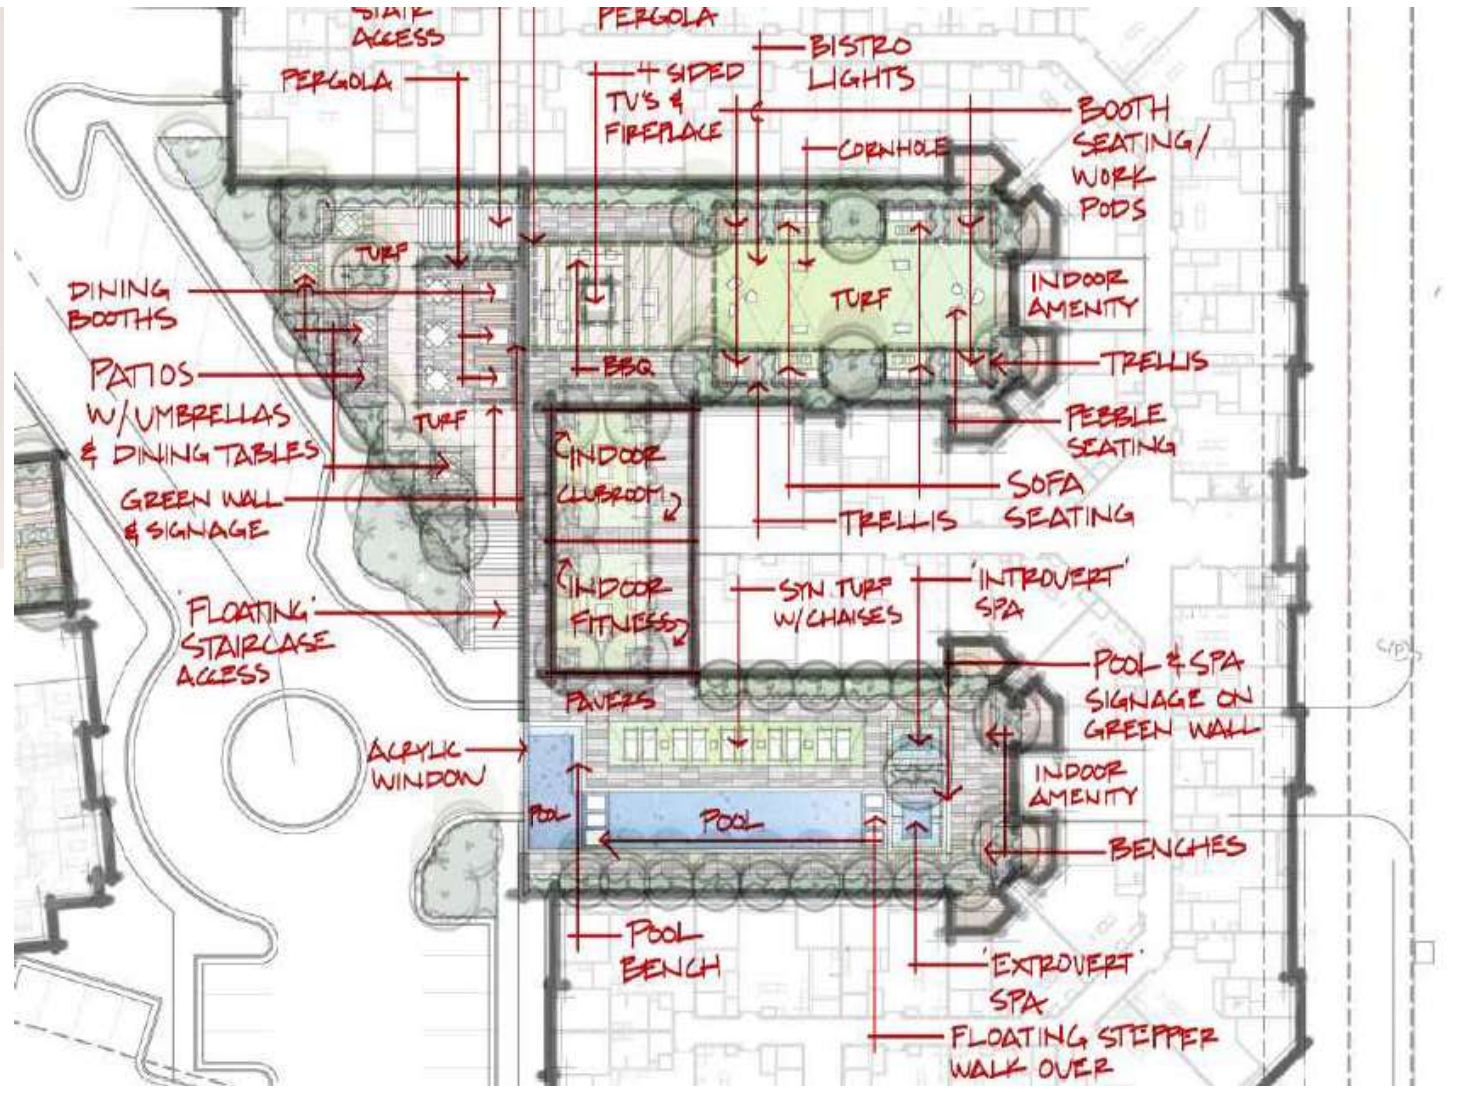 STAIR
ACCESS
PERGOLA
PERGOLA
4 SIDED
TV'S &
FIREPLACE
BISTRO
LIGHTS
BOOTH
SEATING/
WORK
PODS
CORNHOLE
TURF
DINING
BOOTHS
TURF
INDOOR
AMENITY
PATIOS
W/UMBRELLAS
& DINING TABLES
BBQ
TRELLIS
TURF
PEBBLE
SEATING
INDOOR
CLUBROOM
GREEN WALL
& SIGNAGE
SOFA
SEATING
TRELLIS
'FLOATING'
STAIRCASE
ACCESS
INDOOR
FITNESS
SYN. TURF
W/CHAISES
'INTROVERT'
SPA
POOL & SPA
SIGNAGE ON
GREEN WALL
PAVERS
ACRYLIC
WINDOW
INDOOR
AMENITY
POOL
POOL
BENCHES
POOL
BENCH
'EXTROVERT'
SPA
FLOATING STEPPER
WALK OVER